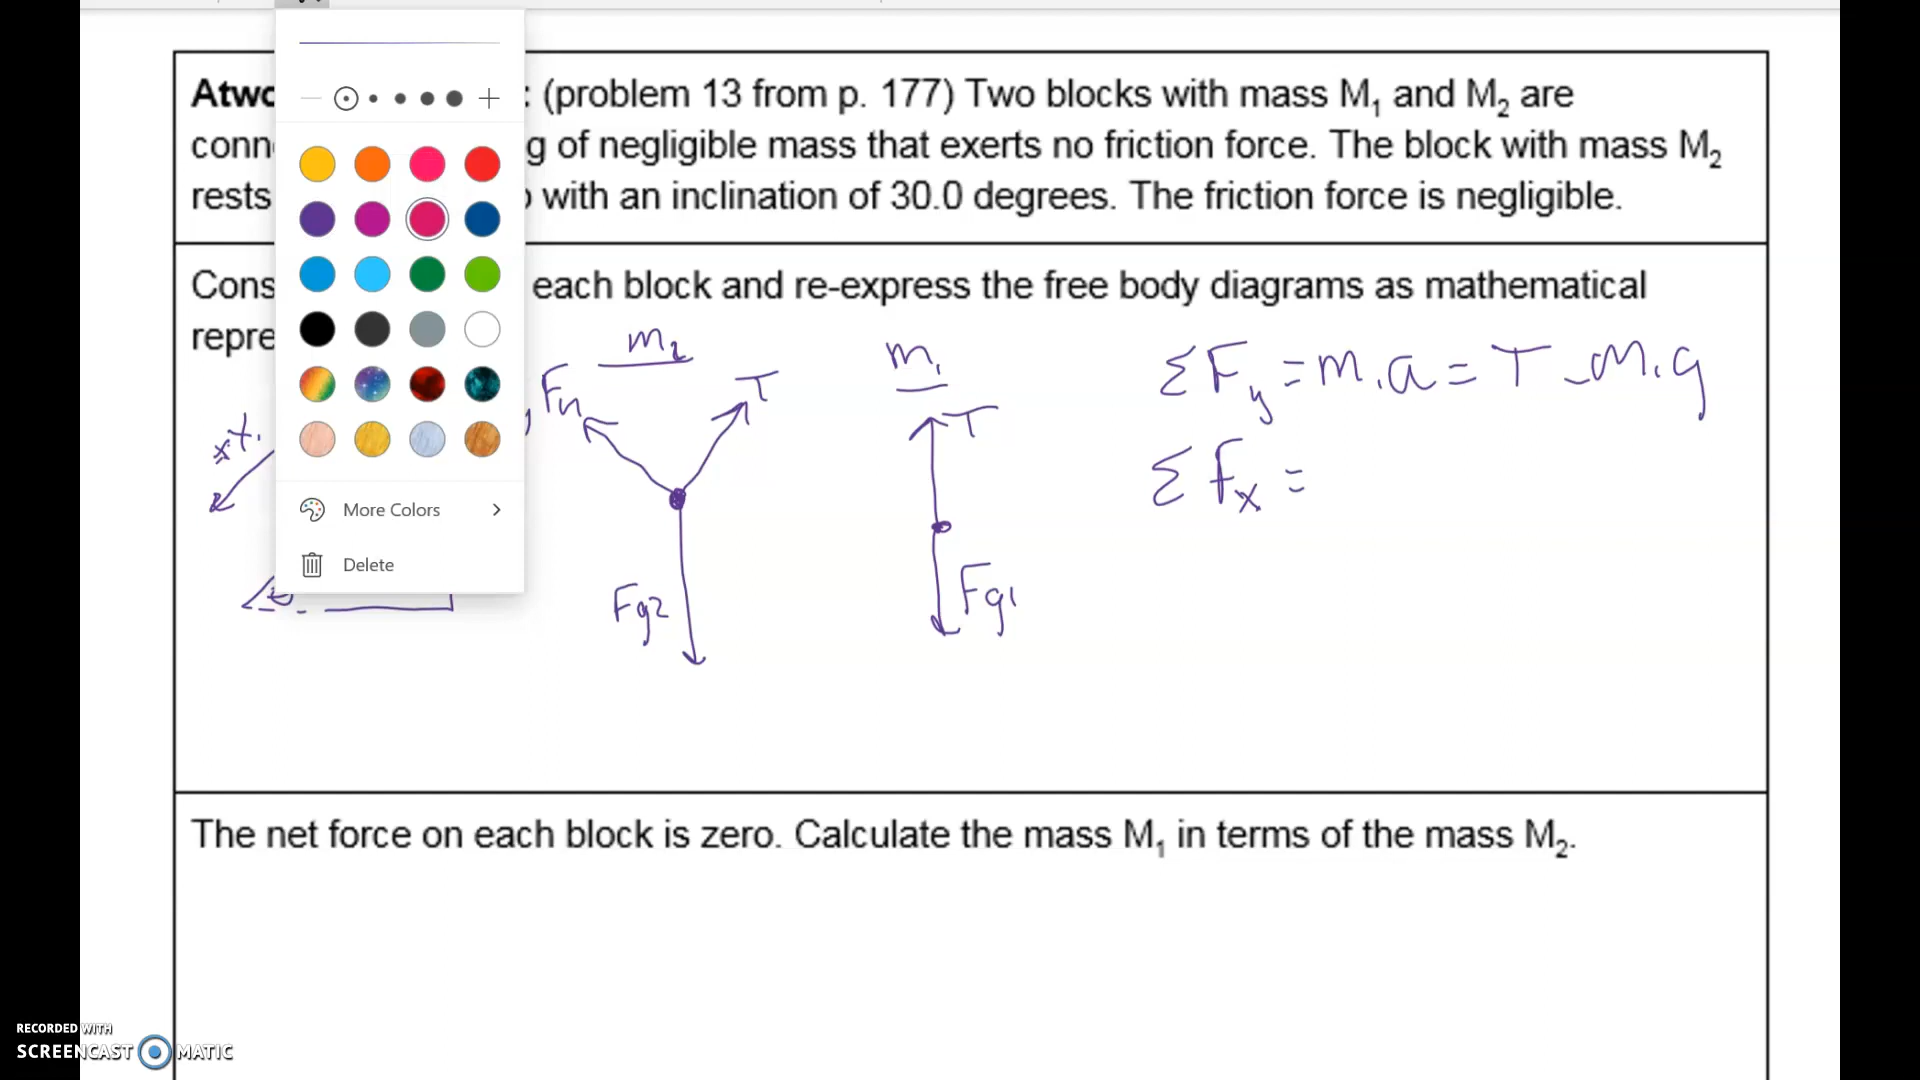 Atwo : (problem 13 from p. 177) Two blocks with mass M₁ and M₂ are
conn g of negligible mass that exerts no friction force. The block with mass M₂
rests with an inclination of 30.0 degrees. The friction force is negligible.
Cons each block and re-express the free body diagrams as mathematical
repre
m₂
Fn
T
Fg2
m₁
T
Fg1
ΣFy = m₁a = T - m₁g
ΣFx =
x+
θ
More Colors
Delete
The net force on each block is zero. Calculate the mass M₁ in terms of the mass M₂.
RECORDED WITH
SCREENCAST MATIC